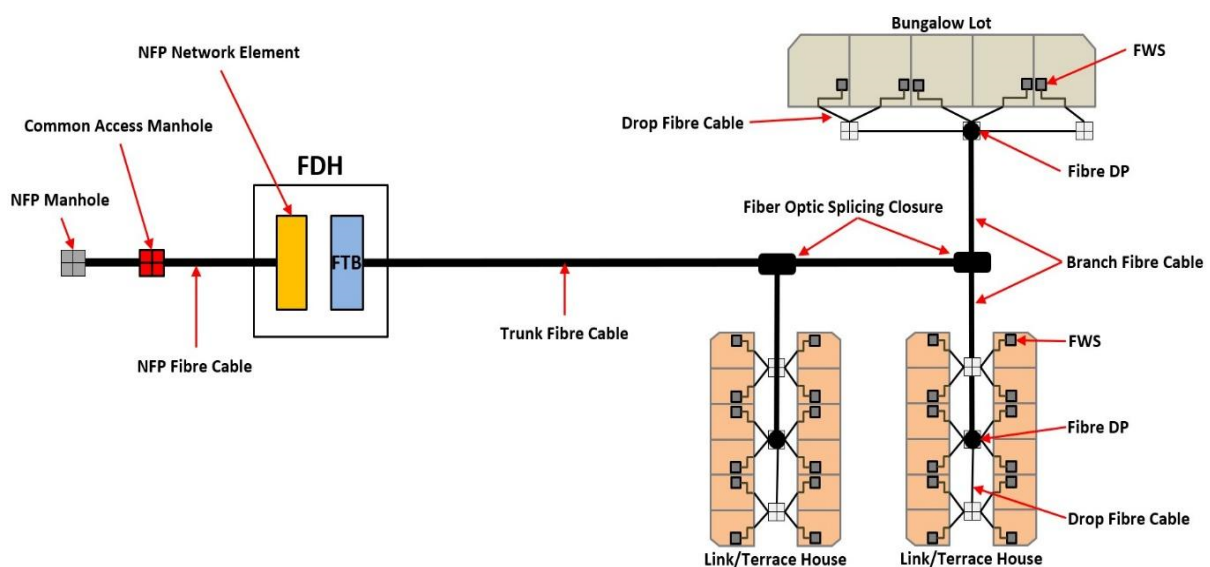 Bungalow Lot
NFP Network Element
FWS
Common Access Manhole
Drop Fibre Cable
FDH
Fibre DP
NFP Manhole
Fiber Optic Splicing Closure
FTB
Branch Fibre Cable
Trunk Fibre Cable
NFP Fibre Cable
FWS
Fibre DP
Drop Fibre Cable
Link/Terrace House
Link/Terrace House